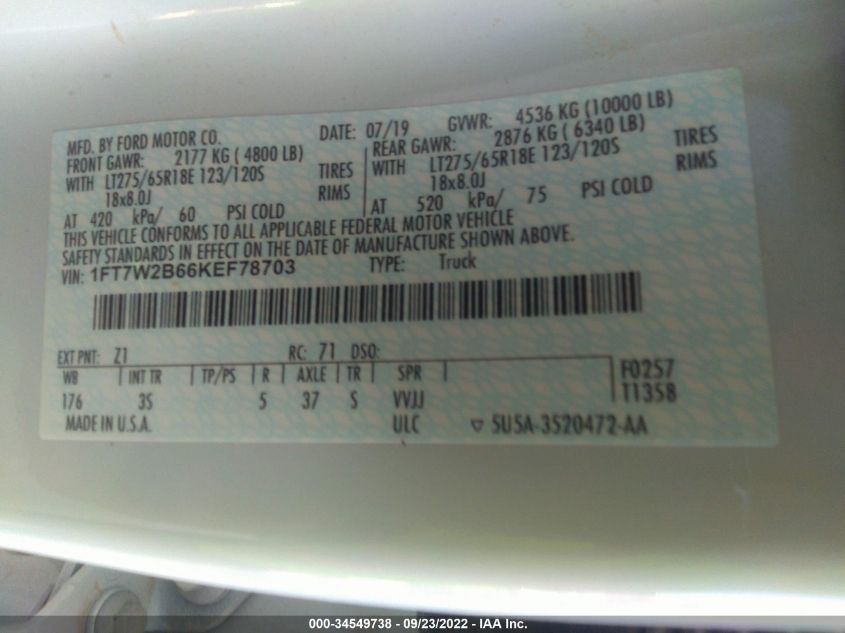 MFD. BY FORD MOTOR CO. DATE: 07/19 GVWR: 4536 KG (10000 LB)
FRONT GAWR: 2177 KG ( 4800 LB) REAR GAWR: 2876 KG ( 6340 LB)
WITH LT275/65R18E 123/120S TIRES WITH LT275/65R18E 123/120S TIRES
18x8.0J RIMS 18x8.0J RIMS
AT 420 kPa/ 60 PSI COLD AT 520 kPa/ 75 PSI COLD
THIS VEHICLE CONFORMS TO ALL APPLICABLE FEDERAL MOTOR VEHICLE
SAFETY STANDARDS IN EFFECT ON THE DATE OF MANUFACTURE SHOWN ABOVE.
VIN: 1FT7W2B66KEF78703 TYPE: Truck
EXT PNT: Z1 RC: 71 DSO:
WB INT TR TP/PS R AXLE TR SPR F0257
176 3S 5 37 S VVJJ T1358
MADE IN U.S.A. ULC ▽ 5U5A-3520472-AA
000-34549738 - 09/23/2022 - IAA Inc.